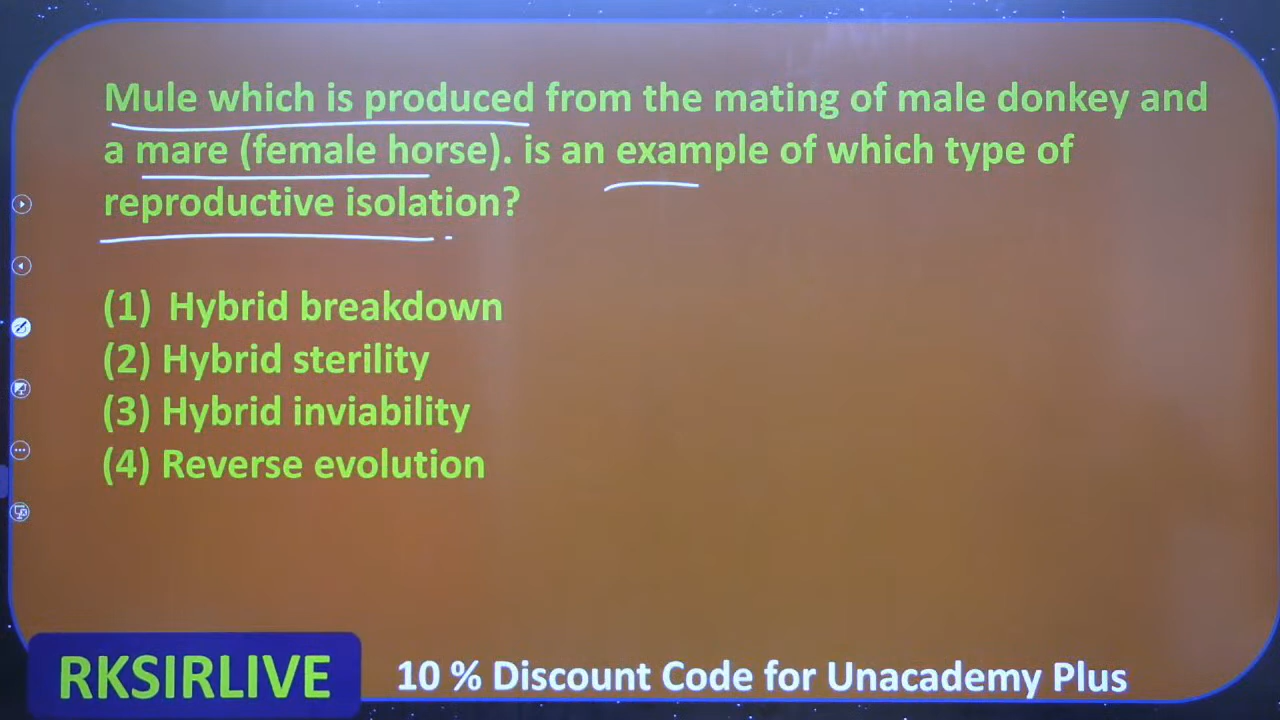 Mule which is produced from the mating of male donkey and
a mare (female horse). is an example of which type of
reproductive isolation?
(1) Hybrid breakdown
(2) Hybrid sterility
(3) Hybrid inviability
(4) Reverse evolution
RKSIRLIVE
10 % Discount Code for Unacademy Plus